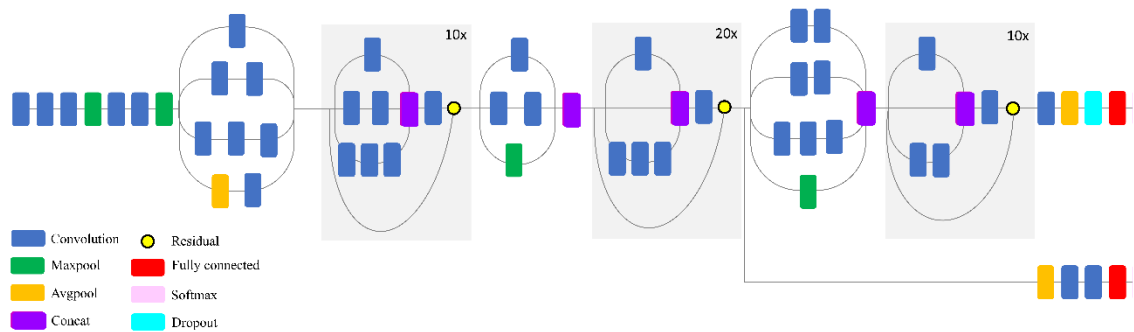 10x
20x
10x
Convolution
Residual
Maxpool
Fully connected
Avgpool
Softmax
Concat
Dropout